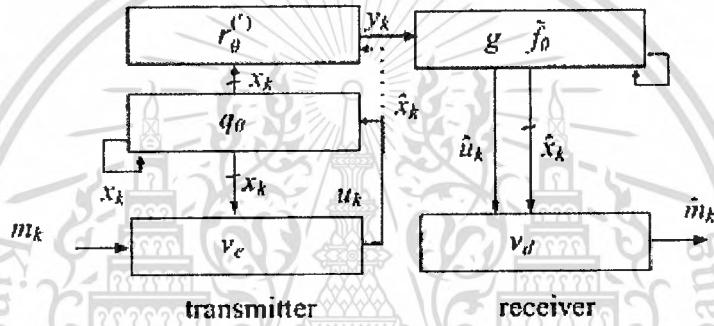 r_θ^(′) y_k g f̃_θ
x_k x̂_k
q_θ û_k x̂_k
x_k x_k u_k
m_k v_e v_d m̂_k
transmitter receiver